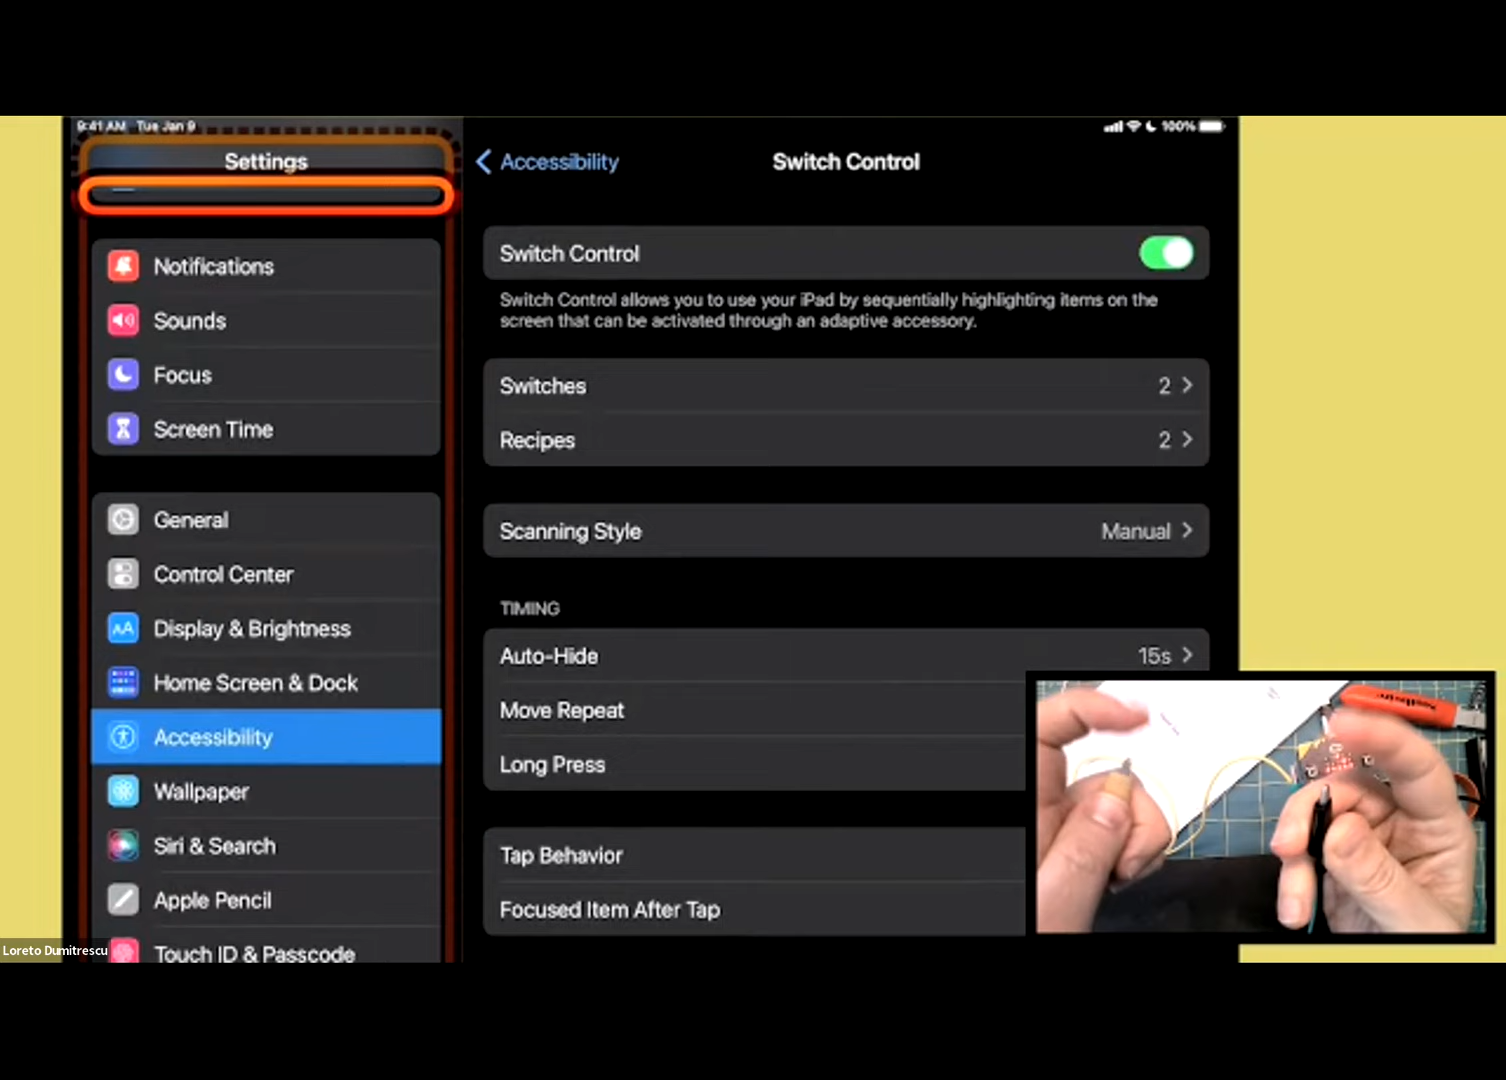 9:41 AM Tue Jan 9
100%
Settings
Notifications
Sounds
Focus
Screen Time
General
Control Center
Display & Brightness
Home Screen & Dock
Accessibility
Wallpaper
Siri & Search
Apple Pencil
Touch ID & Passcode
Accessibility
Switch Control
Switch Control
Switch Control allows you to use your iPad by sequentially highlighting items on the
screen that can be activated through an adaptive accessory.
Switches 2
Recipes 2
Scanning Style Manual
TIMING
Auto-Hide 15s
Move Repeat
Long Press
Tap Behavior
Focused Item After Tap
Loreto Dumitrescu